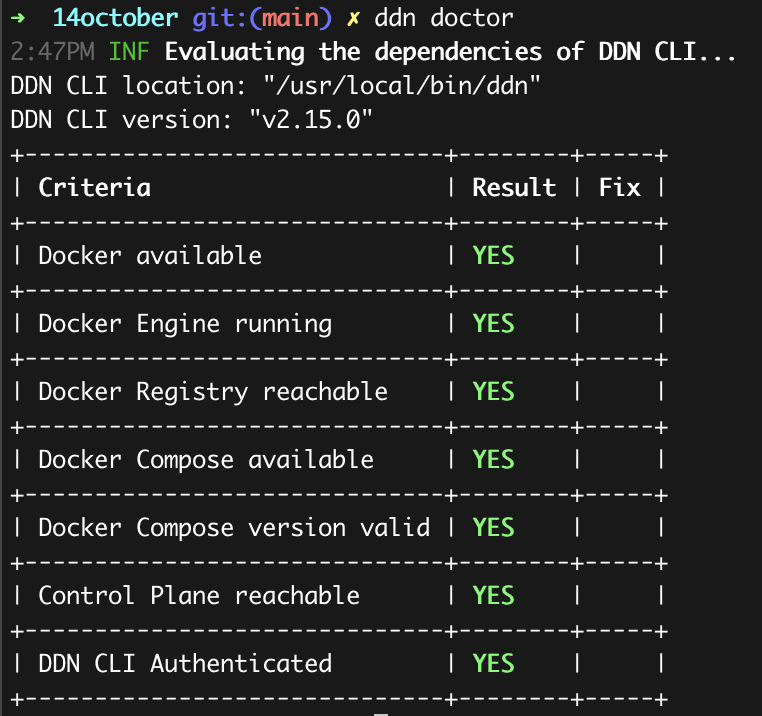 ➜  14october git:(main) ✗ ddn doctor
2:47PM INF Evaluating the dependencies of DDN CLI...
DDN CLI location: "/usr/local/bin/ddn"
DDN CLI version: "v2.15.0"
+------------------------------+--------+-----+
| Criteria                     | Result | Fix |
+------------------------------+--------+-----+
| Docker available             | YES    |     |
+------------------------------+--------+-----+
| Docker Engine running        | YES    |     |
+------------------------------+--------+-----+
| Docker Registry reachable    | YES    |     |
+------------------------------+--------+-----+
| Docker Compose available     | YES    |     |
+------------------------------+--------+-----+
| Docker Compose version valid | YES    |     |
+------------------------------+--------+-----+
| Control Plane reachable      | YES    |     |
+------------------------------+--------+-----+
| DDN CLI Authenticated        | YES    |     |
+------------------------------+--------+-----+